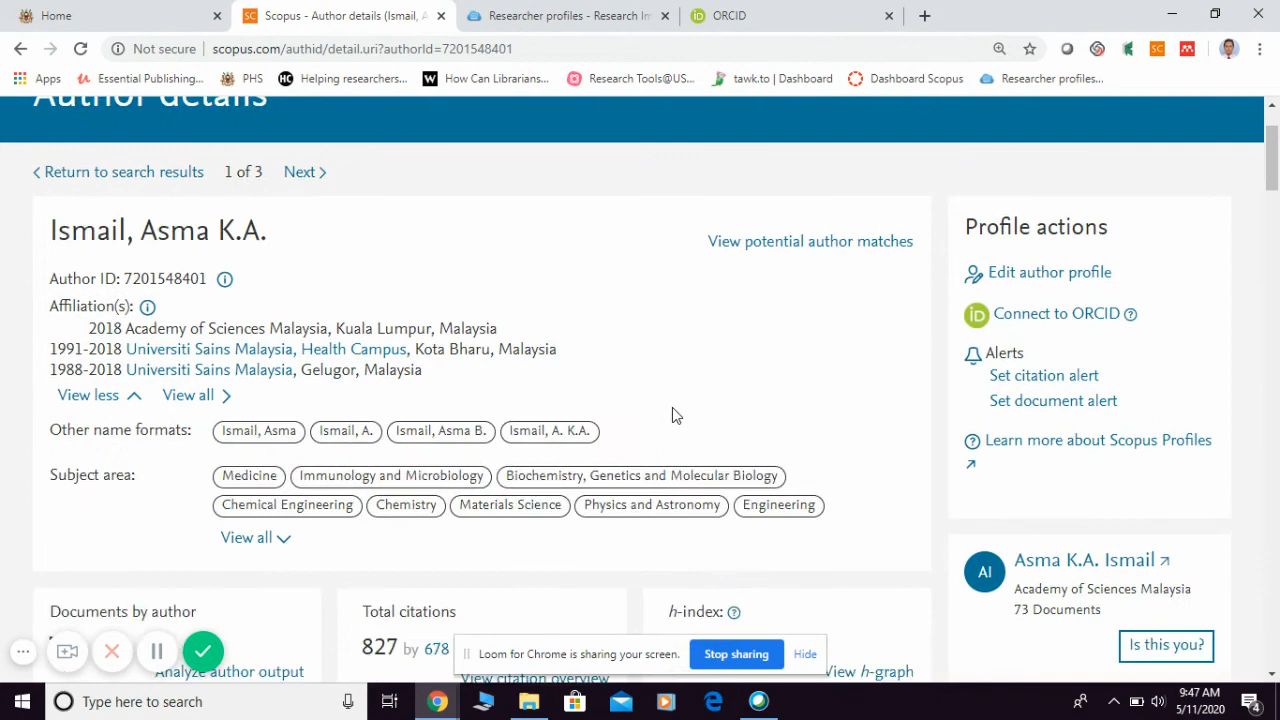 Home
Scopus - Author details (Ismail, A
Researcher profiles - Research Im
ORCID
Not secure
scopus.com/authid/detail.uri?authorId=7201548401
Apps
Essential Publishing...
PHS
Helping researchers...
How Can Librarians...
Research Tools@US...
tawk.to | Dashboard
Dashboard Scopus
Researcher profiles...
Author details
Return to search results
1 of 3
Next
Ismail, Asma K.A.
View potential author matches
Author ID: 7201548401
Affiliation(s):
2018 Academy of Sciences Malaysia, Kuala Lumpur, Malaysia
1991-2018 Universiti Sains Malaysia, Health Campus, Kota Bharu, Malaysia
1988-2018 Universiti Sains Malaysia, Gelugor, Malaysia
View less
View all
Other name formats:
Ismail, Asma
Ismail, A.
Ismail, Asma B.
Ismail, A. K.A.
Subject area:
Medicine
Immunology and Microbiology
Biochemistry, Genetics and Molecular Biology
Chemical Engineering
Chemistry
Materials Science
Physics and Astronomy
Engineering
View all
Profile actions
Edit author profile
iD Connect to ORCID
Alerts
Set citation alert
Set document alert
Learn more about Scopus Profiles
AI
Asma K.A. Ismail
Academy of Sciences Malaysia
73 Documents
Is this you?
Documents by author
Analyze author output
Total citations
827 by 678
View citation overview
h-index:
View h-graph
Loom for Chrome is sharing your screen.
Stop sharing
Hide
Type here to search
9:47 AM
5/11/2020
4